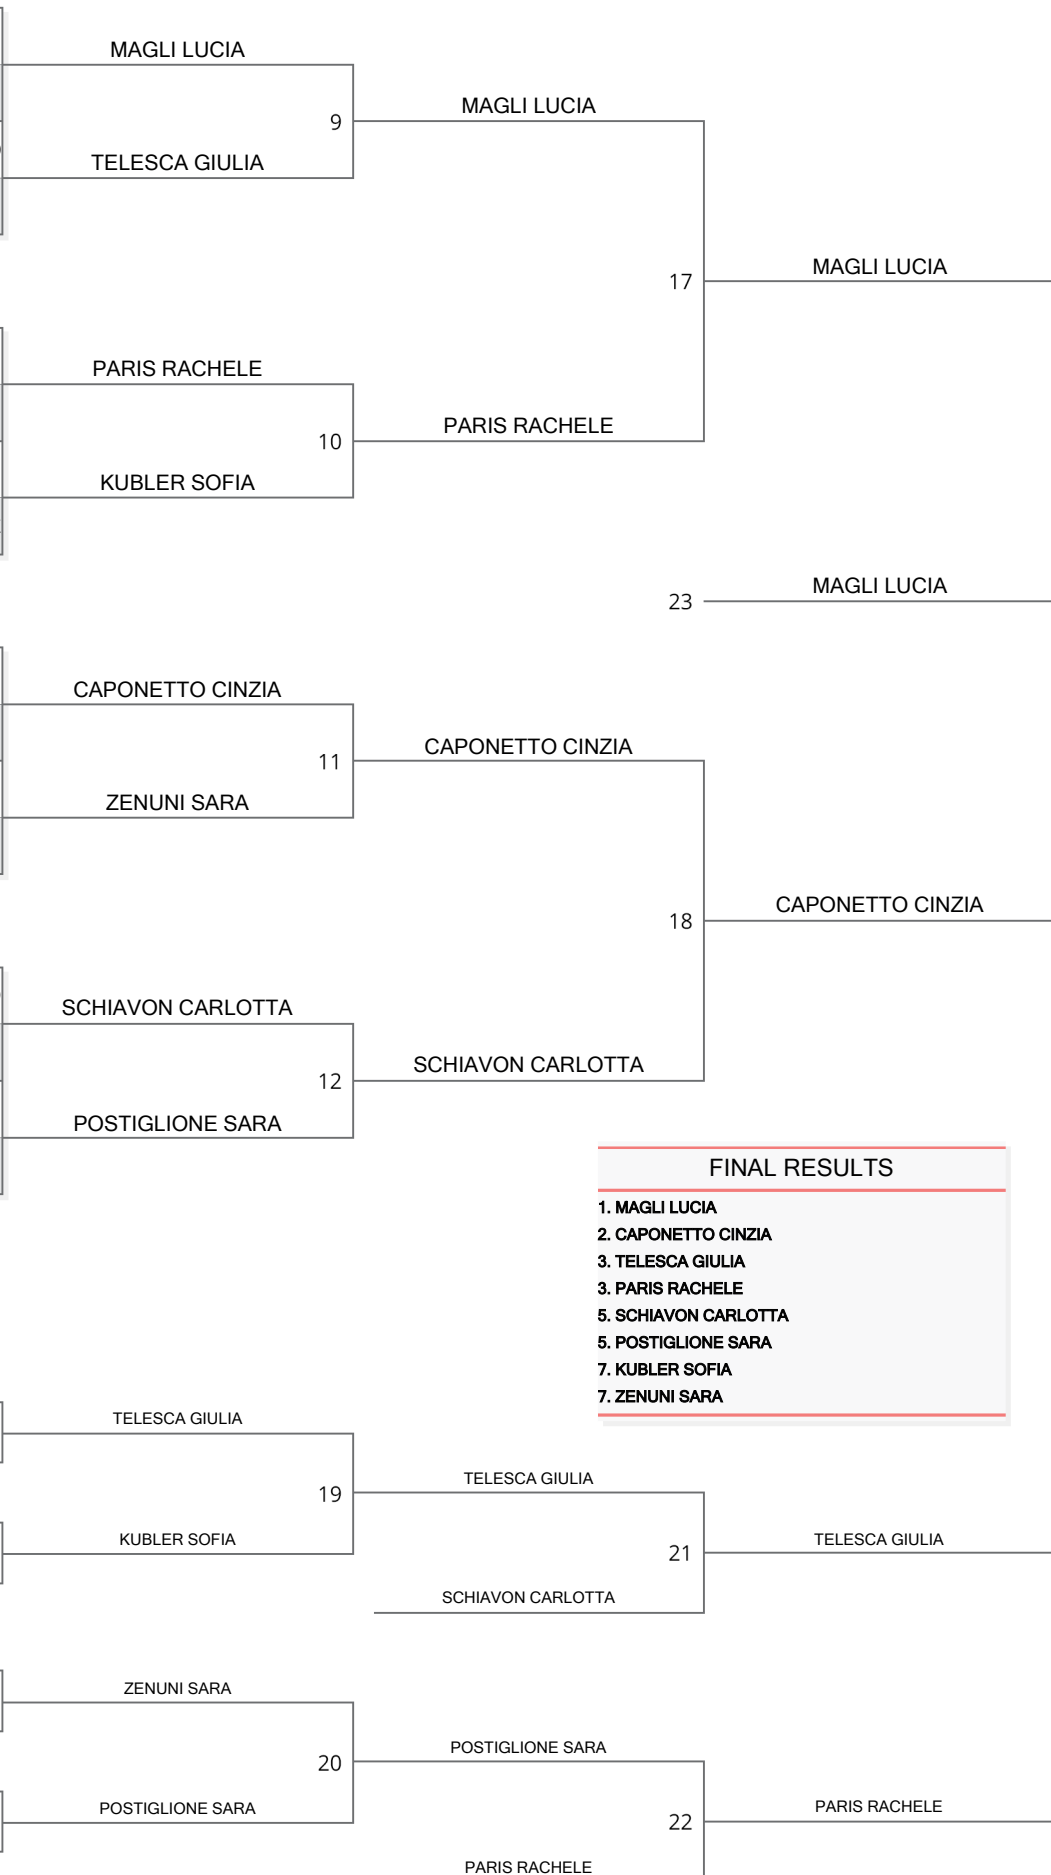 MAGLI LUCIA
MAGLI LUCIA
9
TELESCA GIULIA
MAGLI LUCIA
17
PARIS RACHELE
PARIS RACHELE
10
KUBLER SOFIA
MAGLI LUCIA
23
CAPONETTO CINZIA
CAPONETTO CINZIA
11
ZENUNI SARA
CAPONETTO CINZIA
18
SCHIAVON CARLOTTA
SCHIAVON CARLOTTA
12
POSTIGLIONE SARA
FINAL RESULTS
1. MAGLI LUCIA
2. CAPONETTO CINZIA
3. TELESCA GIULIA
3. PARIS RACHELE
5. SCHIAVON CARLOTTA
5. POSTIGLIONE SARA
7. KUBLER SOFIA
7. ZENUNI SARA
TELESCA GIULIA
TELESCA GIULIA
19
KUBLER SOFIA
TELESCA GIULIA
21
SCHIAVON CARLOTTA
ZENUNI SARA
POSTIGLIONE SARA
20
POSTIGLIONE SARA
PARIS RACHELE
22
PARIS RACHELE